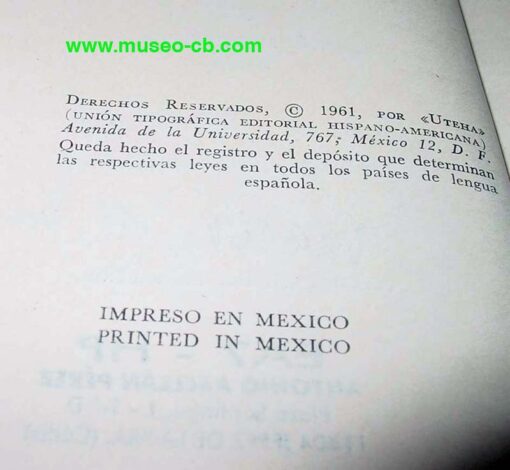 www.museo-cb.com
DERECHOS RESERVADOS, © 1961, POR «UTEHA»
(UNIÓN TIPOGRÁFICA EDITORIAL HISPANO-AMERICANA)
Avenida de la Universidad, 767; México 12, D. F.
Queda hecho el registro y el depósito que determinan
las respectivas leyes en todos los países de lengua
española.
IMPRESO EN MEXICO
PRINTED IN MEXICO
ANTONIO PEREZ